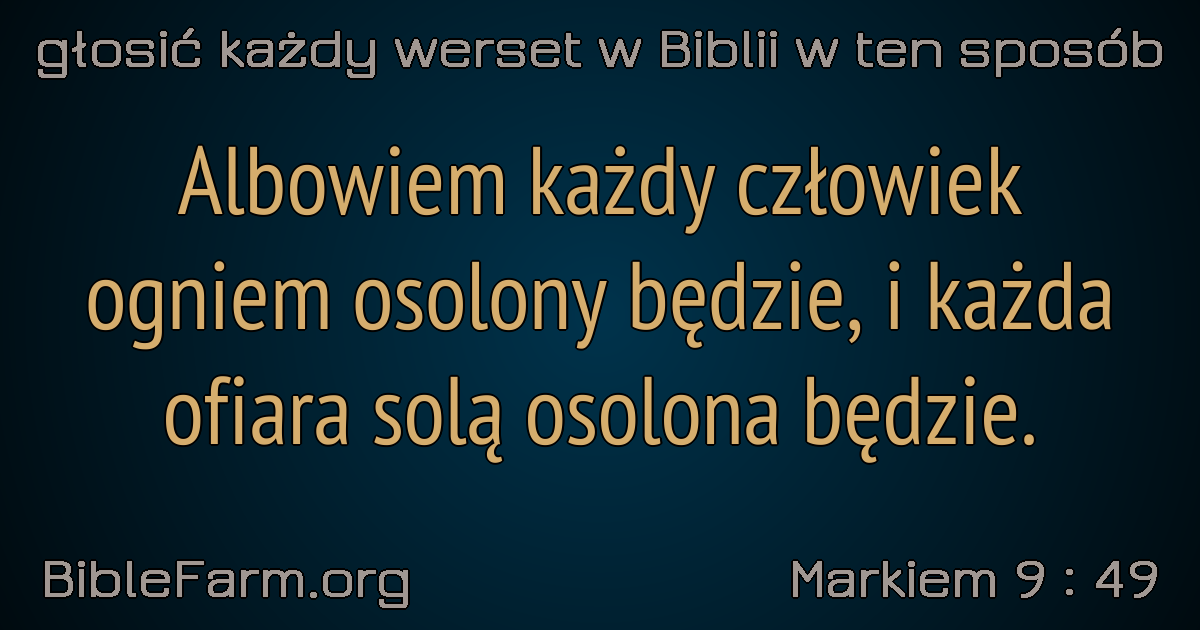 głosić każdy werset w Biblii w ten sposób
Albowiem każdy człowiek
ogniem osolony będzie, i każda
ofiara solą osolona będzie.
BibleFarm.org
Markiem 9 : 49